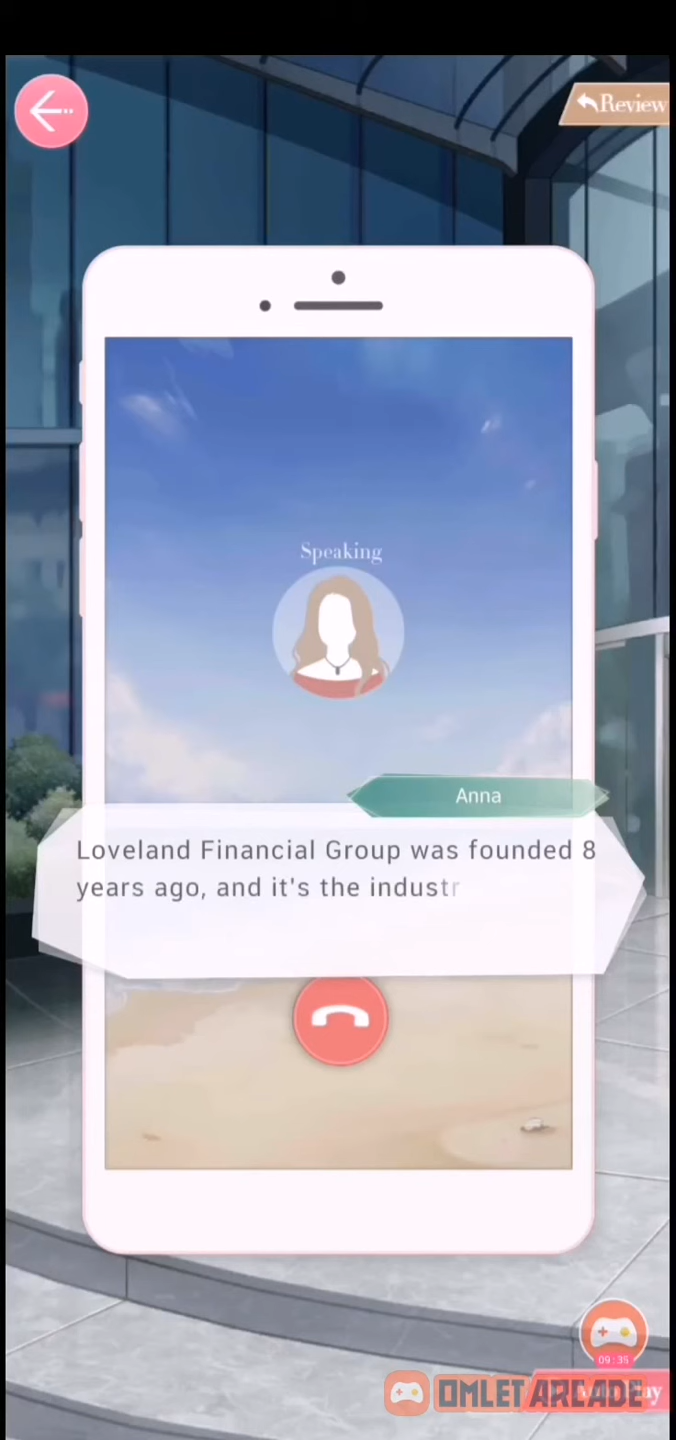 Review
Speaking
Anna
Loveland Financial Group was founded 8
years ago, and it's the industr
09:35
OMLET ARCADE